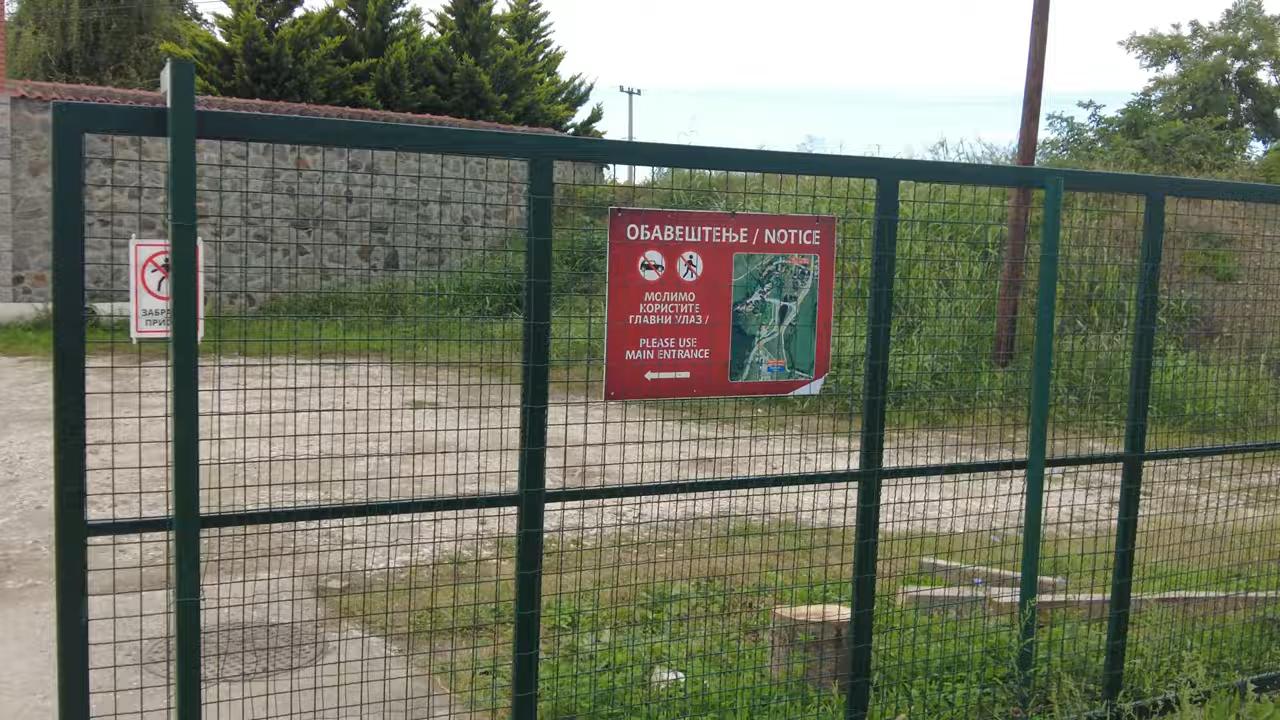 ОБАВЕШТЕЊЕ / NOTICE
МОЛИМО
КОРИСТИТЕ
ГЛАВНИ УЛАЗ /
PLEASE USE
MAIN ENTRANCE